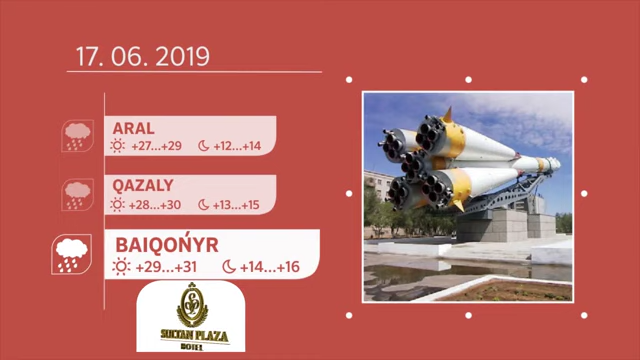 17. 06. 2019
ARAL
+27...+29 +12...+14
QAZALY
+28...+30 +13...+15
BAIQOŃYR
+29...+31 +14...+16
SULTAN PLAZA
HOTEL